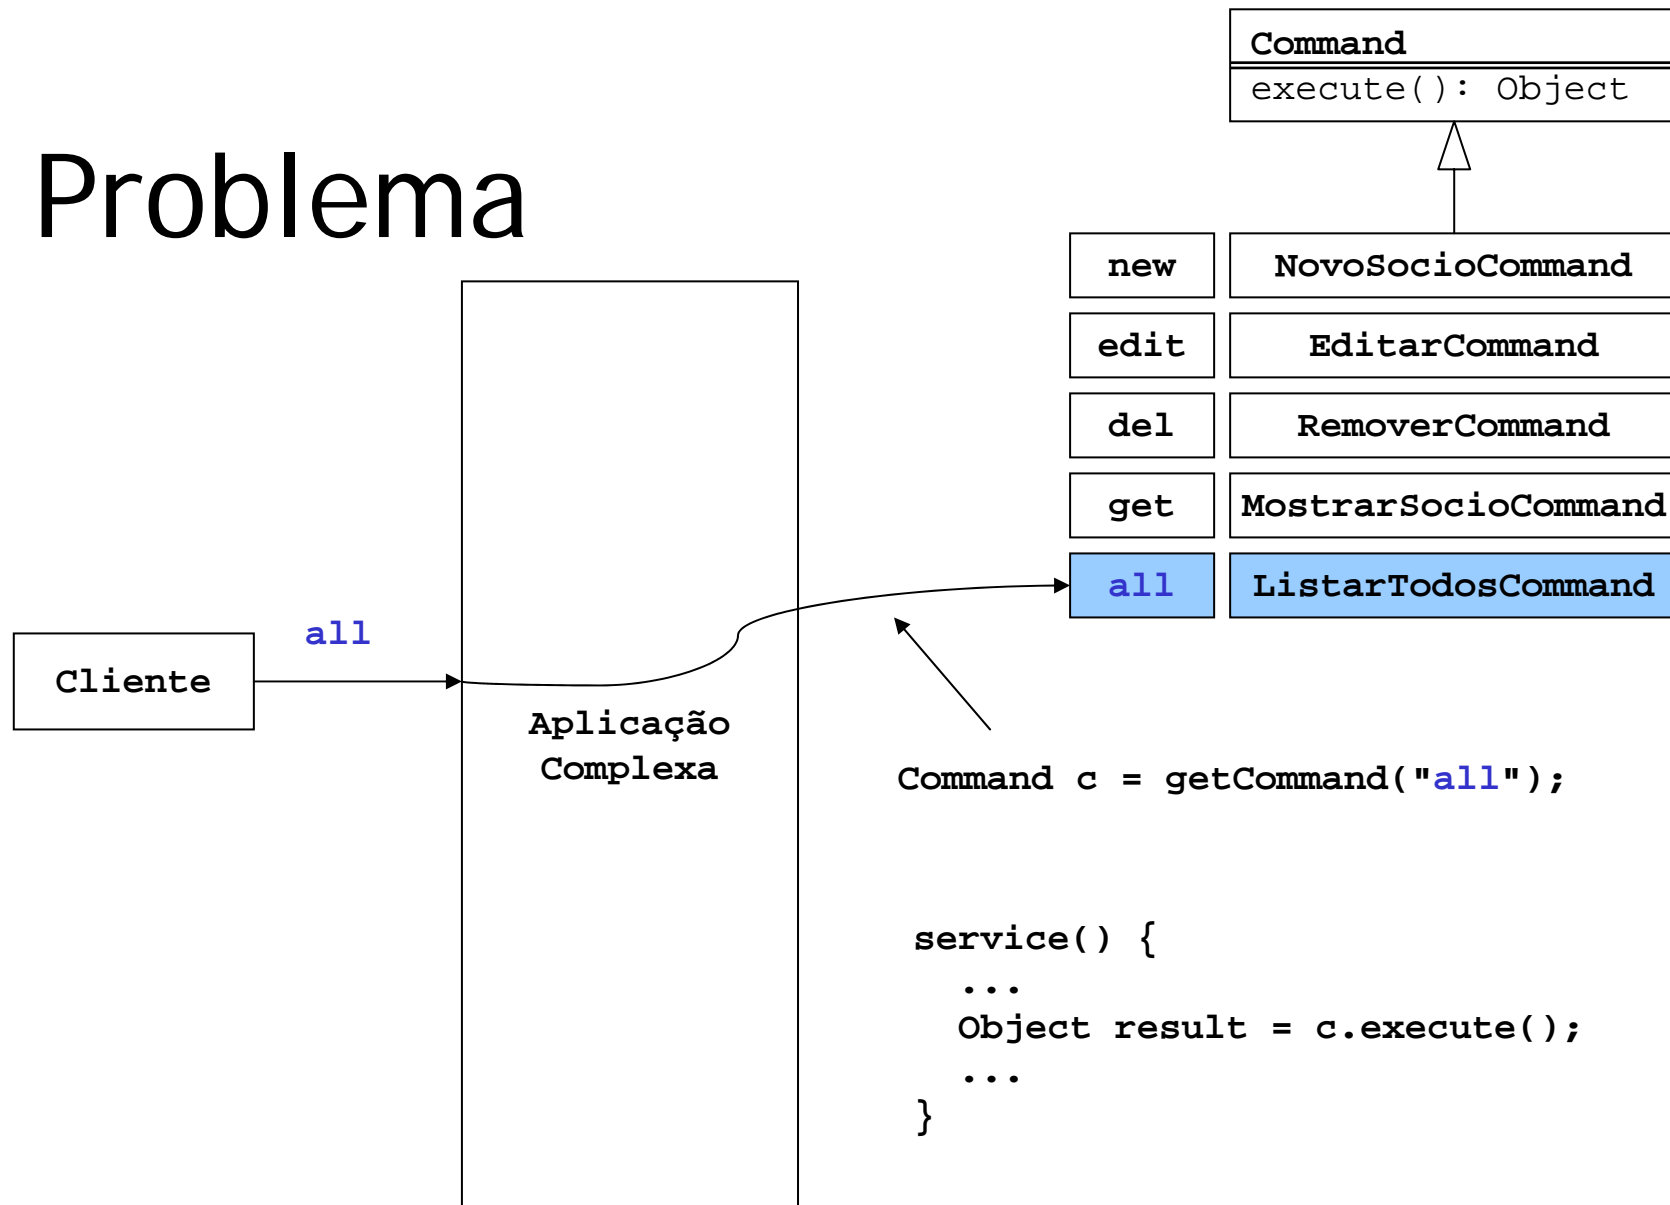 Problema
Command
execute(): Object
new NovoSocioCommand
edit EditarCommand
del RemoverCommand
get MostrarSocioCommand
all ListarTodosCommand
all
Cliente
Aplicação
Complexa
Command c = getCommand("all");
service() {
...
Object result = c.execute();
...
}